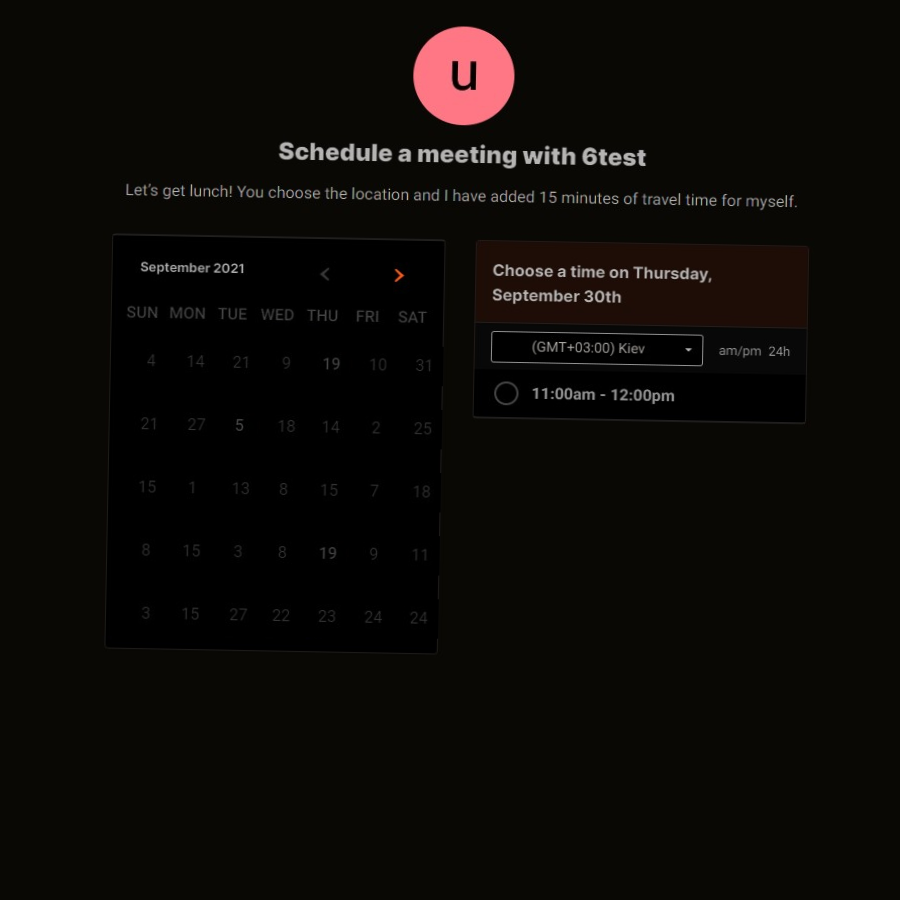 u
Schedule a meeting with 6test
Let's get lunch! You choose the location and I have added 15 minutes of travel time for myself.
September 2021
SUN MON TUE WED THU FRI SAT
4 14 21 9 19 10 31
21 27 5 18 14 2 25
15 1 13 8 15 7 18
8 15 3 8 19 9 11
3 15 27 22 23 24 24
Choose a time on Thursday,
September 30th
(GMT+03:00) Kiev am/pm 24h
11:00am - 12:00pm